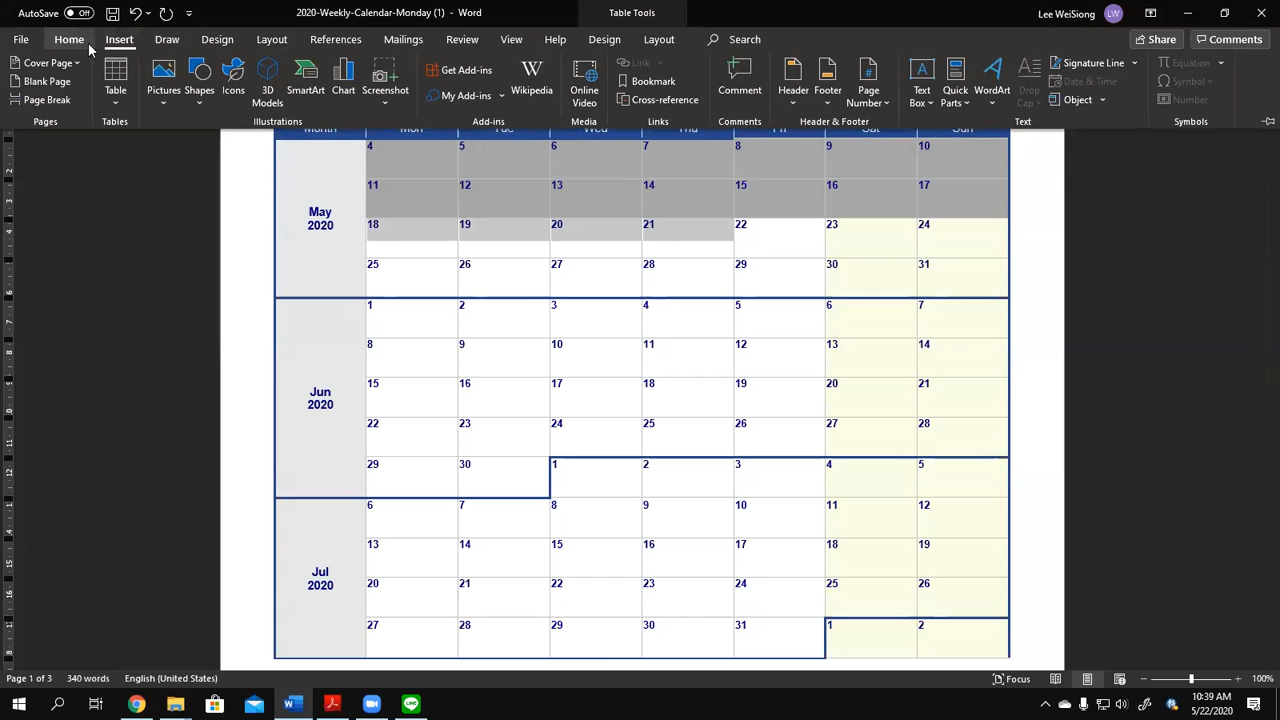 AutoSave Off 2020-Weekly-Calendar-Monday (1) - Word Table Tools Lee WeiSiong LW
File Home Insert Draw Design Layout References Mailings Review View Help Design Layout Search Share Comments
Cover Page
Blank Page
Page Break
Pages
Table
Tables
Pictures Shapes Icons 3D Models SmartArt Chart Screenshot
Illustrations
Get Add-ins
My Add-ins
Wikipedia
Add-ins
Online Video
Media
Link
Bookmark
Cross-reference
Links
Comment
Comments
Header Footer Page Number
Header & Footer
Text Box Quick Parts WordArt Drop Cap
Signature Line
Date & Time
Object
Text
Equation
Symbol
Number
Symbols
Month Mon Tue Wed Thu Fri Sat Sun
May 2020
4 5 6 7 8 9 10
11 12 13 14 15 16 17
18 19 20 21 22 23 24
25 26 27 28 29 30 31
Jun 2020
1 2 3 4 5 6 7
8 9 10 11 12 13 14
15 16 17 18 19 20 21
22 23 24 25 26 27 28
29 30 1 2 3 4 5
Jul 2020
6 7 8 9 10 11 12
13 14 15 16 17 18 19
20 21 22 23 24 25 26
27 28 29 30 31 1 2
Page 1 of 3 340 words English (United States) Focus 100%
10:39 AM
5/22/2020